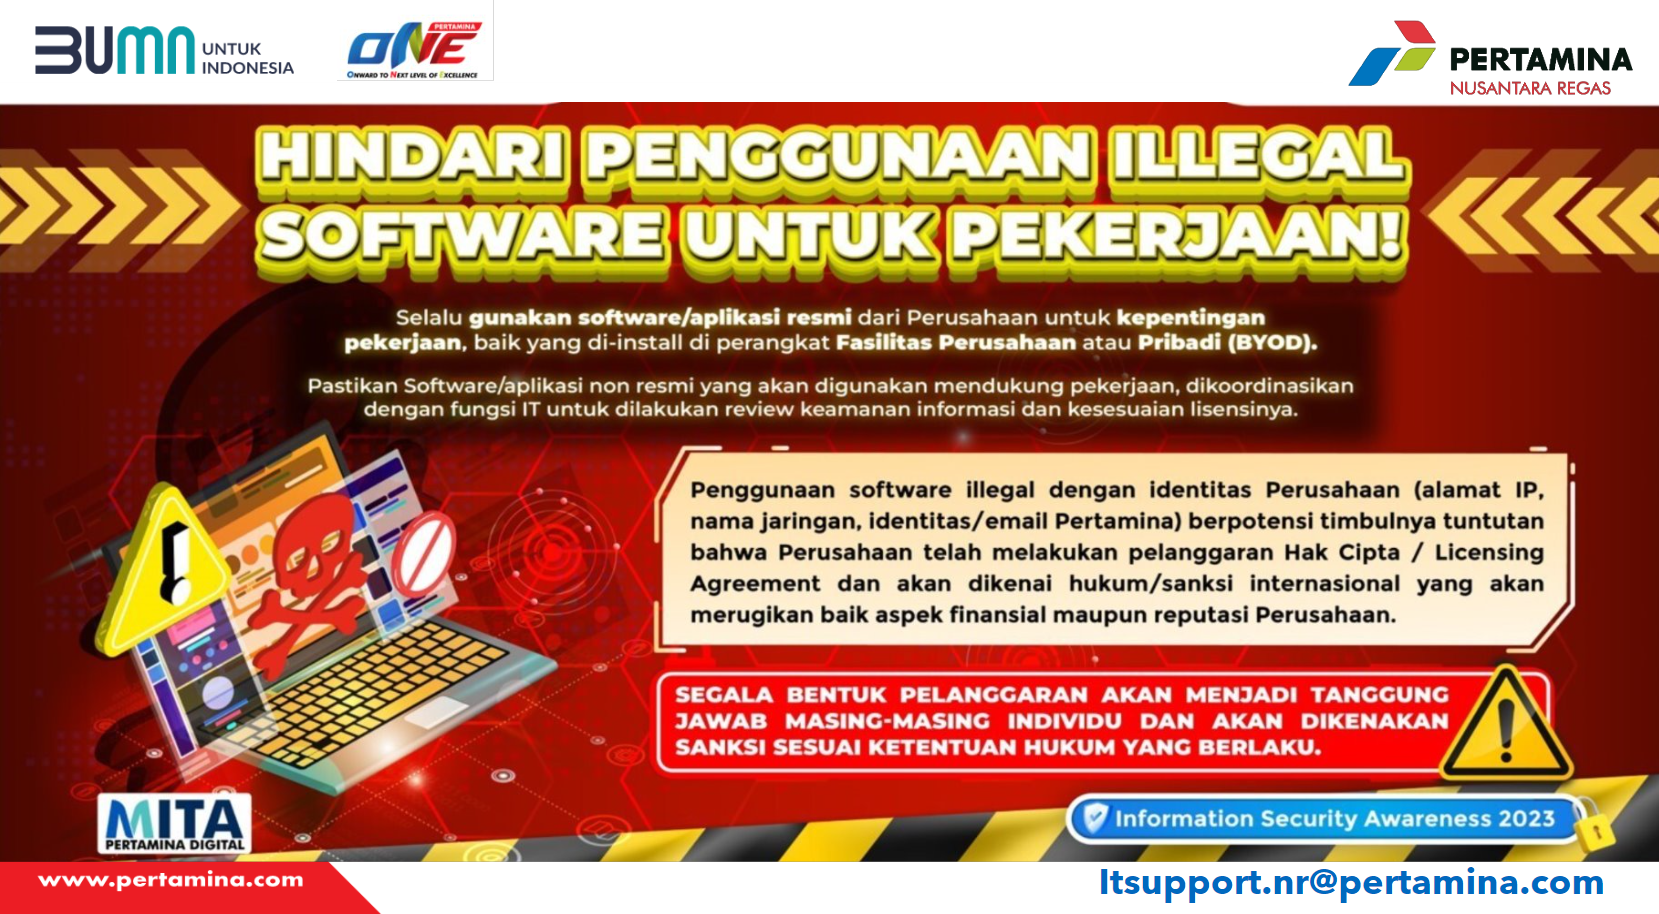 BUMN UNTUK
INDONESIA
PERTAMINA
ONE
ONWARD TO NEXT LEVEL OF EXCELLENCE
PERTAMINA
NUSANTARA REGAS
HINDARI PENGGUNAAN ILLEGAL
SOFTWARE UNTUK PEKERJAAN!
Selalu gunakan software/aplikasi resmi dari Perusahaan untuk kepentingan
pekerjaan, baik yang di-install di perangkat Fasilitas Perusahaan atau Pribadi (BYOD).
Pastikan Software/aplikasi non resmi yang akan digunakan mendukung pekerjaan, dikoordinasikan
dengan fungsi IT untuk dilakukan review keamanan informasi dan kesesuaian lisensinya.
Penggunaan software illegal dengan identitas Perusahaan (alamat IP,
nama jaringan, identitas/email Pertamina) berpotensi timbulnya tuntutan
bahwa Perusahaan telah melakukan pelanggaran Hak Cipta / Licensing
Agreement dan akan dikenai hukum/sanksi internasional yang akan
merugikan baik aspek finansial maupun reputasi Perusahaan.
SEGALA BENTUK PELANGGARAN AKAN MENJADI TANGGUNG
JAWAB MASING-MASING INDIVIDU DAN AKAN DIKENAKAN
SANKSI SESUAI KETENTUAN HUKUM YANG BERLAKU.
MITA
PERTAMINA DIGITAL
Information Security Awareness 2023
www.pertamina.com
Itsupport.nr@pertamina.com